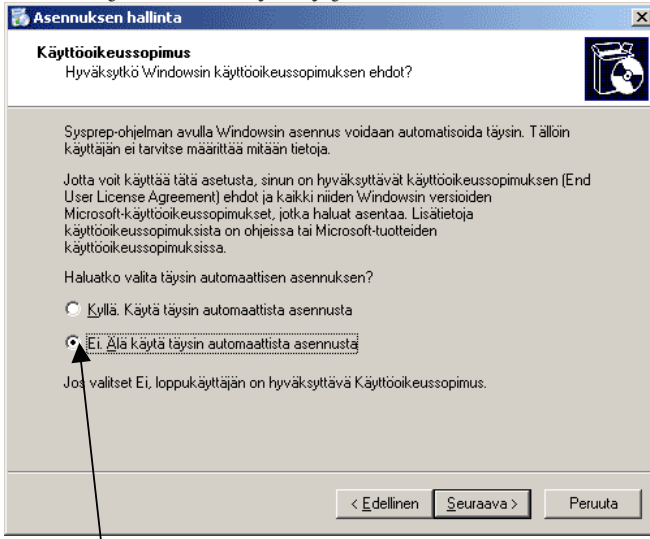 Asennuksen hallinta
Käyttöoikeussopimus
Hyväksytkö Windowsin käyttöoikeussopimuksen ehdot?
Sysprep-ohjelman avulla Windowsin asennus voidaan automatisoida täysin. Tällöin
käyttäjän ei tarvitse määrittää mitään tietoja.
Jotta voit käyttää tätä asetusta, sinun on hyväksyttävät käyttöoikeussopimuksen (End
User License Agreement) ehdot ja kaikki niiden Windowsin versioiden
Microsoft-käyttöoikeussopimukset, jotka haluat asentaa. Lisätietoja
käyttöoikeussopimuksista on ohjeissa tai Microsoft-tuotteiden
käyttöoikeussopimuksissa.
Haluatko valita täysin automaattisen asennuksen?
Kyllä. Käytä täysin automaattista asennusta
Ei. Älä käytä täysin automaattista asennusta
Jos valitset Ei, loppukäyttäjän on hyväksyttävä Käyttöoikeussopimus.
< Edellinen Seuraava > Peruuta